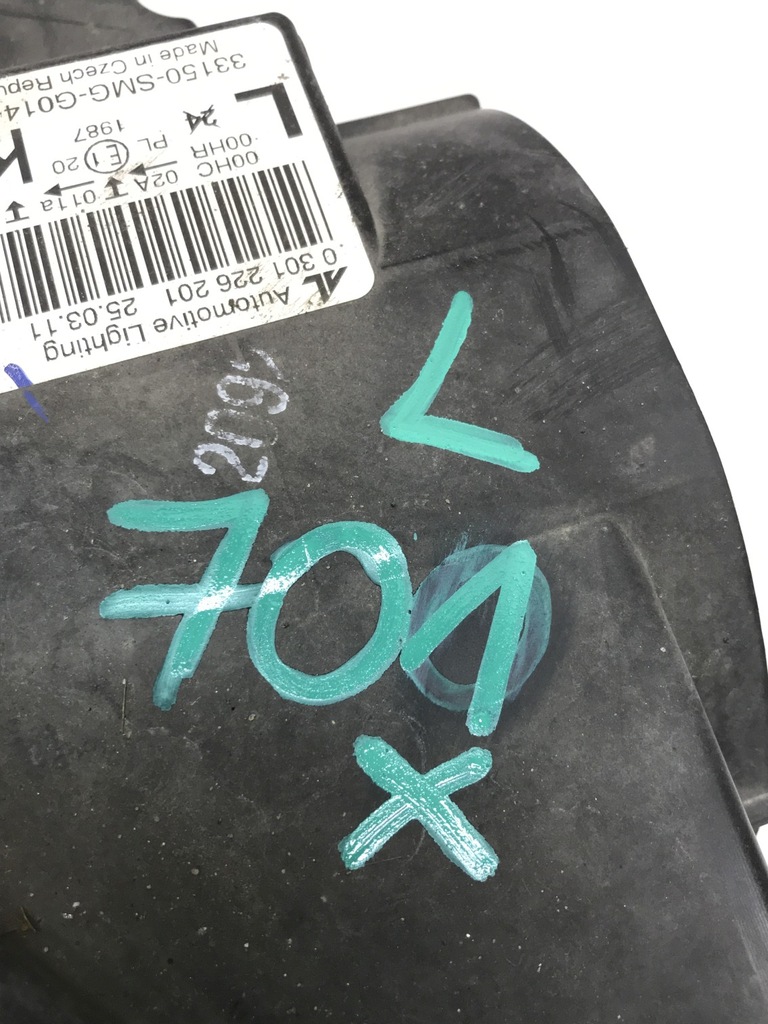 Automotive Lighting
0 301 226 201 25.03.11
00HC 02A 011a
00HR PL E1 20
24 1987
L
33150-SMG-G014
Made in Czech Repu
L
701
X